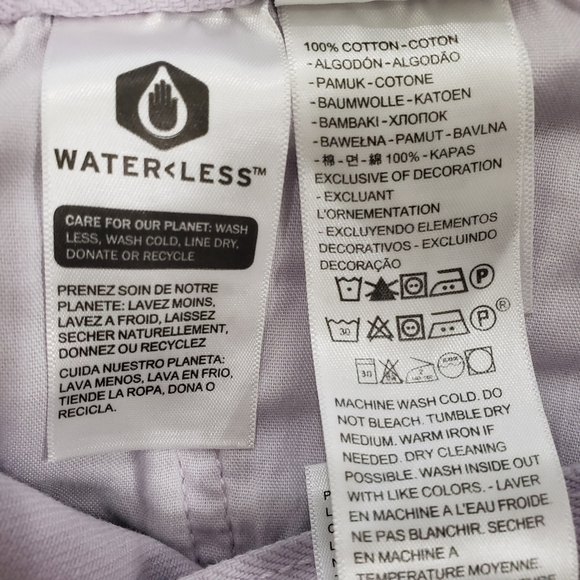 WATER<LESS™
CARE FOR OUR PLANET: WASH
LESS, WASH COLD, LINE DRY,
DONATE OR RECYCLE
PRENEZ SOIN DE NOTRE
PLANETE: LAVEZ MOINS,
LAVEZ A FROID, LAISSEZ
SECHER NATURELLEMENT,
DONNEZ OU RECYCLEZ
CUIDA NUESTRO PLANETA:
LAVA MENOS, LAVA EN FRIO,
TIENDE LA ROPA, DONA O
RECICLA.
100% COTTON - COTON
- ALGODÓN - ALGODÃO
- PAMUK - COTONE
- BAUMWOLLE - KATOEN
- BAMBAKI - ХЛОПОК
- BAWEŁNA - PAMUT - BAVLNA
- 棉 - 면 - 綿 100% - KAPAS
EXCLUSIVE OF DECORATION
- EXCLUANT
L'ORNEMENTATION
- EXCLUYENDO ELEMENTOS
DECORATIVOS - EXCLUINDO
DECORAÇÃO
P
30 P ®
30
MACHINE WASH COLD. DO
NOT BLEACH. TUMBLE DRY
MEDIUM. WARM IRON IF
NEEDED. DRY CLEANING
POSSIBLE. WASH INSIDE OUT
WITH LIKE COLORS. - LAVER
EN MACHINE A L'EAU FROIDE.
NE PAS BLANCHIR. SECHER
EN MACHINE A
TEMPERATURE MOYENNE